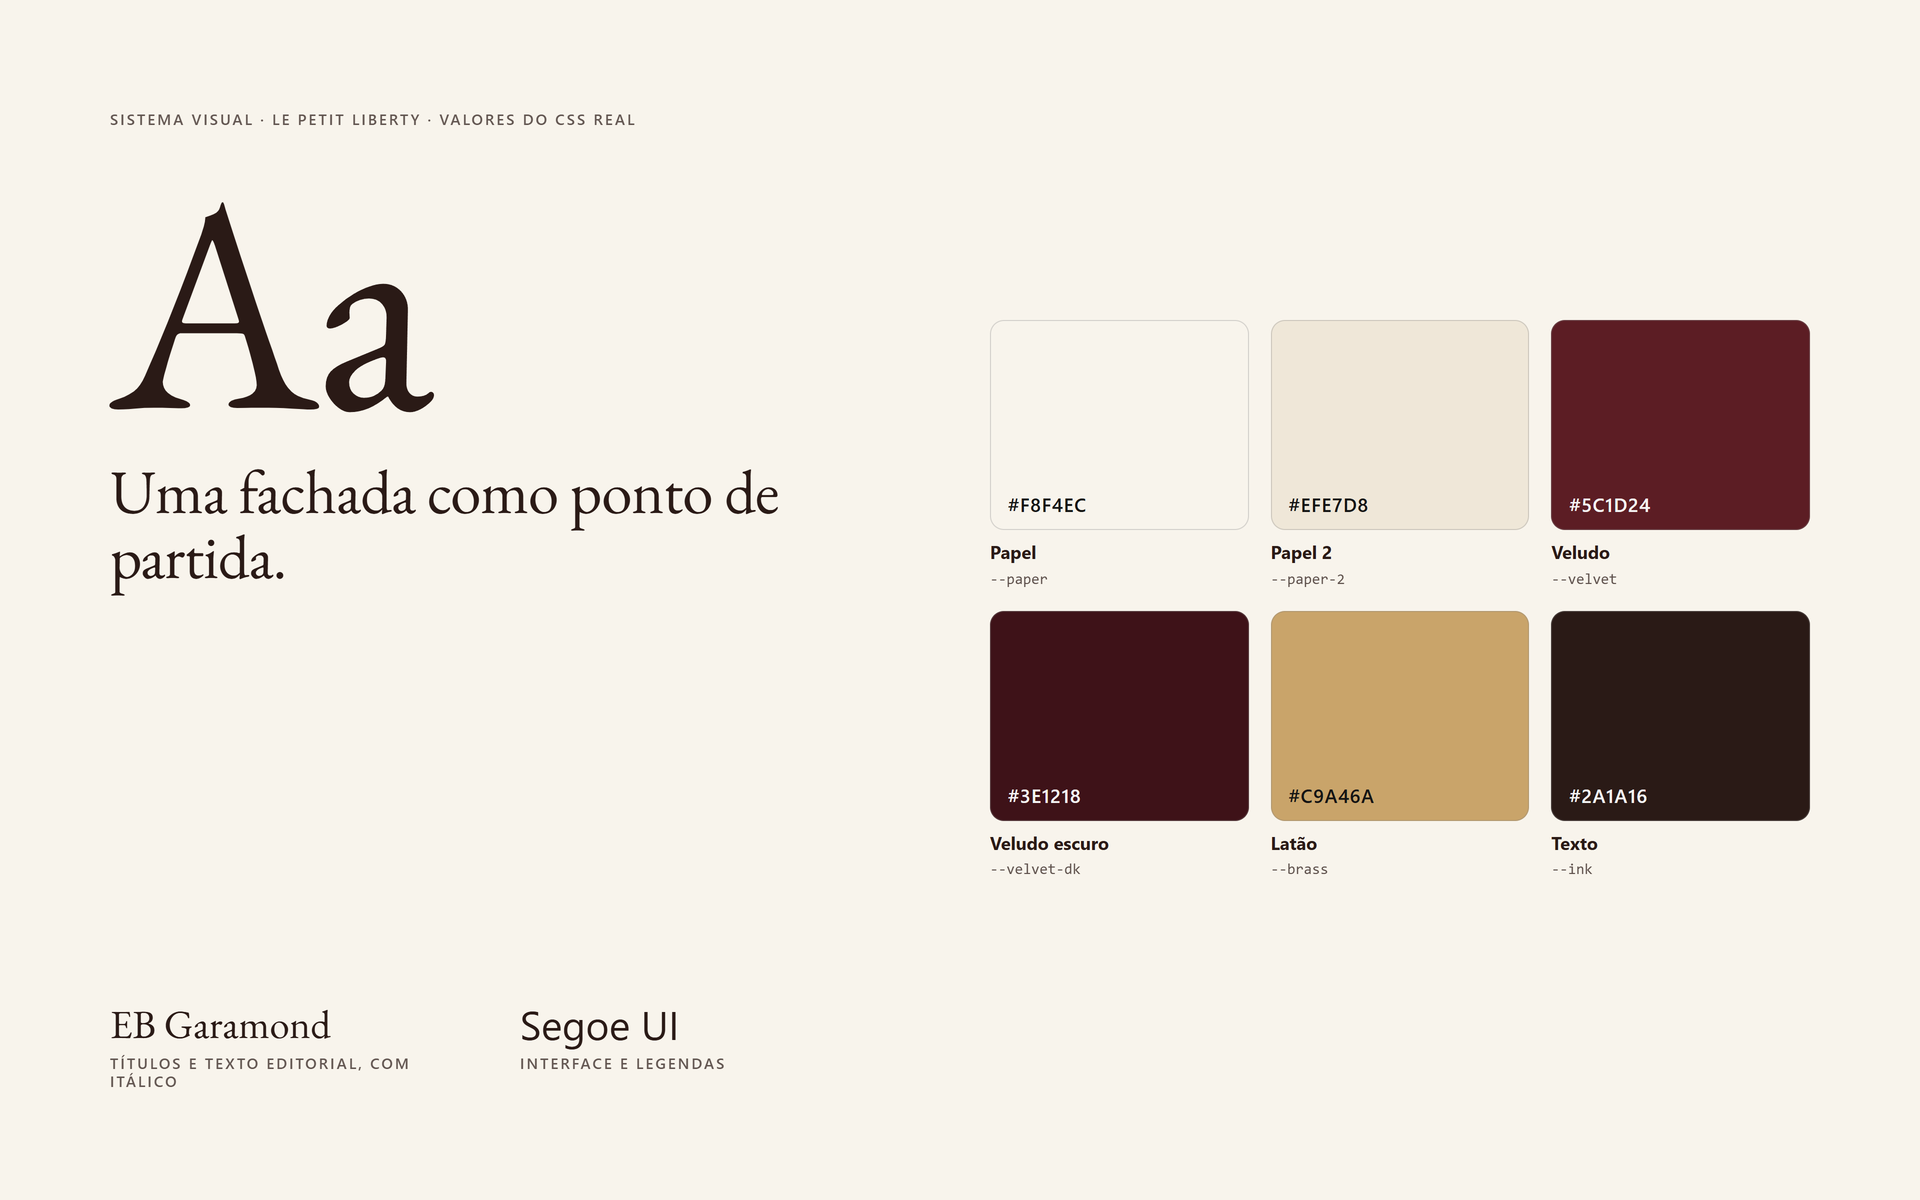 SISTEMA VISUAL · LE PETIT LIBERTY · VALORES DO CSS REAL
Aa
Uma fachada como ponto de
partida.
#F8F4EC
Papel
--paper
#EFE7D8
Papel 2
--paper-2
#5C1D24
Veludo
--velvet
#3E1218
Veludo escuro
--velvet-dk
#C9A46A
Latão
--brass
#2A1A16
Texto
--ink
EB Garamond
TÍTULOS E TEXTO EDITORIAL, COM
ITÁLICO
Segoe UI
INTERFACE E LEGENDAS